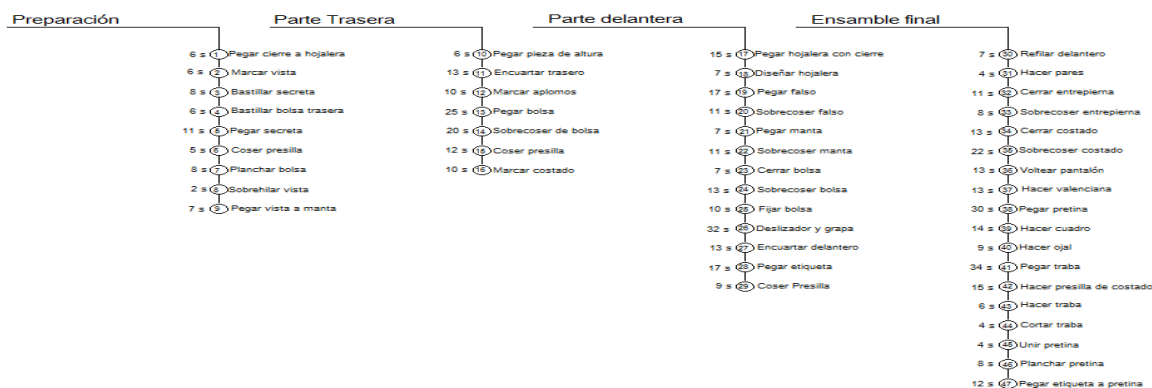 Preparación
6 s 1 Pegar cierre a hojalera
6 s 2 Marcar vista
8 s 3 Bastillar secreta
6 s 4 Bastillar bolsa trasera
11 s 5 Pegar secreta
5 s 6 Coser presilla
8 s 7 Planchar bolsa
2 s 8 Sobrehilar vista
7 s 9 Pegar vista a manta
Parte Trasera
6 s 10 Pegar pieza de altura
13 s 11 Encuartar trasero
10 s 12 Marcar aplomos
25 s 13 Pegar bolsa
20 s 14 Sobrecoser de bolsa
12 s 15 Coser presilla
10 s 16 Marcar costado
Parte delantera
15 s 17 Pegar hojalera con cierre
7 s 18 Diseñar hojalera
17 s 19 Pegar falso
11 s 20 Sobrecoser falso
7 s 21 Pegar manta
11 s 22 Sobrecoser manta
7 s 23 Cerrar bolsa
13 s 24 Sobrecoser bolsa
10 s 25 Fijar bolsa
32 s 26 Deslizador y grapa
13 s 27 Encuartar delantero
17 s 28 Pegar etiqueta
9 s 29 Coser Presilla
Ensamble final
7 s 30 Refilar delantero
4 s 31 Hacer pares
11 s 32 Cerrar entrepierna
8 s 33 Sobrecoser entrepierna
13 s 34 Cerrar costado
22 s 35 Sobrecoser costado
13 s 36 Voltear pantalón
13 s 37 Hacer valenciana
30 s 38 Pegar pretina
14 s 39 Hacer cuadro
9 s 40 Hacer ojal
34 s 41 Pegar traba
15 s 42 Hacer presilla de costado
6 s 43 Hacer traba
4 s 44 Cortar traba
4 s 45 Unir pretina
8 s 46 Planchar pretina
12 s 47 Pegar etiqueta a pretina